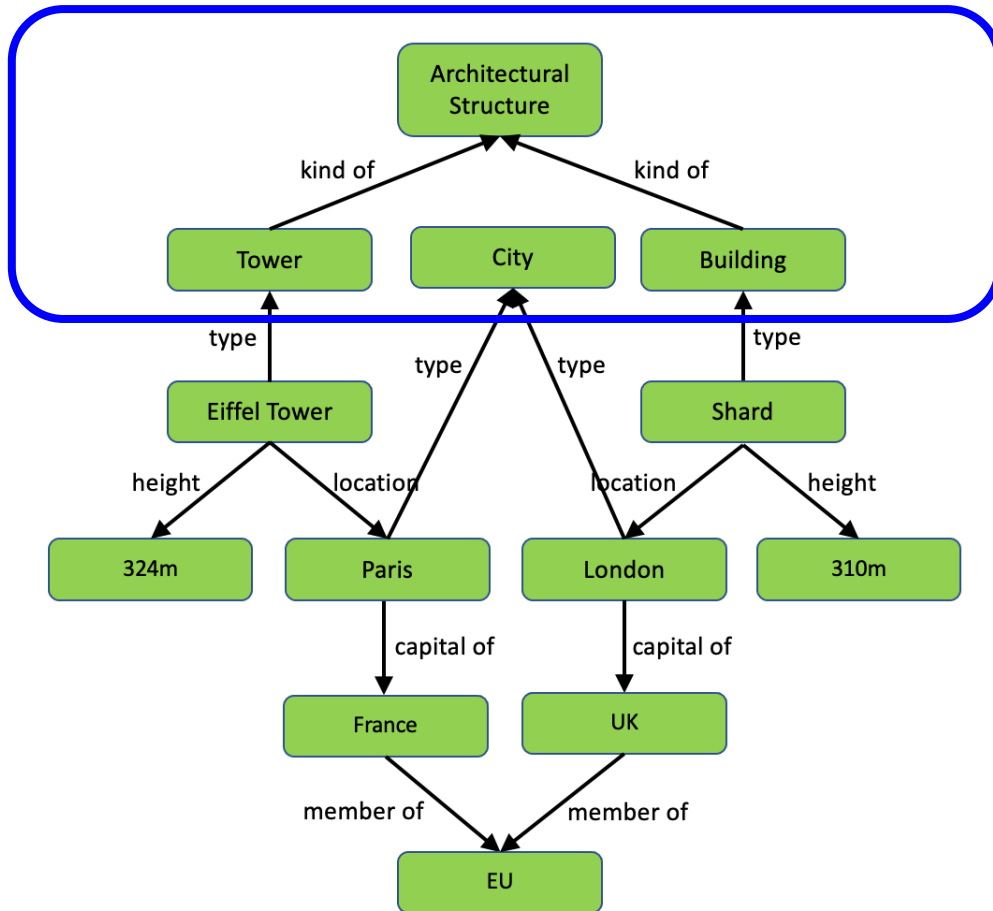 Architectural
Structure
kind of
kind of
Tower
City
Building
type
type
type
type
Eiffel Tower
Shard
height
location
location
height
324m
Paris
London
310m
capital of
capital of
France
UK
member of
member of
EU